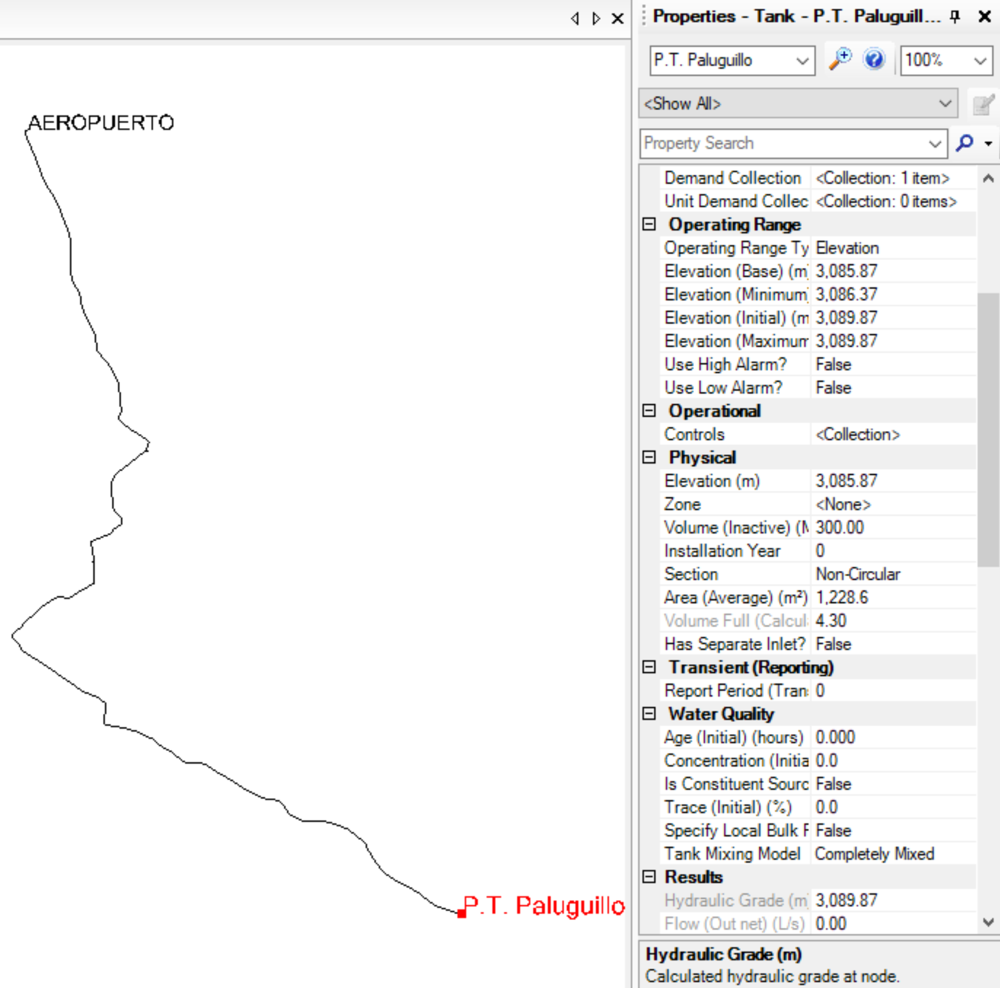 AEROPUERTO
P.T. Paluguillo
Properties - Tank - P.T. Paluguill...
P.T. Paluguillo
100%
<Show All>
Property Search
Demand Collection <Collection: 1 item>
Unit Demand Collec <Collection: 0 items>
Operating Range
Operating Range Ty Elevation
Elevation (Base) (m) 3,085.87
Elevation (Minimum) 3,086.37
Elevation (Initial) (m 3,089.87
Elevation (Maximum 3,089.87
Use High Alarm? False
Use Low Alarm? False
Operational
Controls <Collection>
Physical
Elevation (m) 3,085.87
Zone <None>
Volume (Inactive) (M 300.00
Installation Year 0
Section Non-Circular
Area (Average) (m²) 1,228.6
Volume Full (Calcul 4.30
Has Separate Inlet? False
Transient (Reporting)
Report Period (Tran 0
Water Quality
Age (Initial) (hours) 0.000
Concentration (Initia 0.0
Is Constituent Sourc False
Trace (Initial) (%) 0.0
Specify Local Bulk F False
Tank Mixing Model Completely Mixed
Results
Hydraulic Grade (m) 3,089.87
Flow (Out net) (L/s) 0.00
Hydraulic Grade (m)
Calculated hydraulic grade at node.